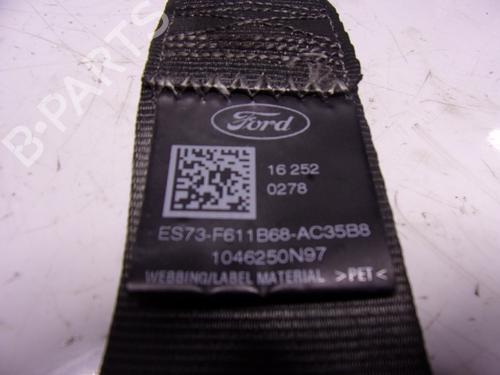 B-PARTS
Ford
16 252
0278
ES73-F611B68-AC35B8
1046250N97
WEBBING/LABEL MATERIAL >PET<